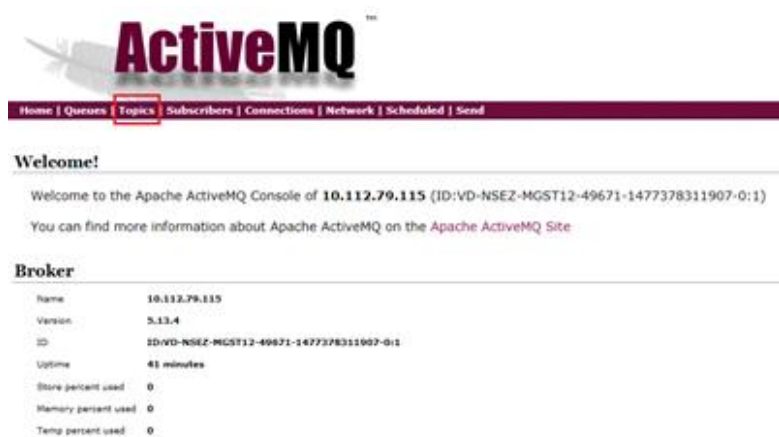 ActiveMQ
TM
Home | Queues | Topics | Subscribers | Connections | Network | Scheduled | Send
Welcome!
Welcome to the Apache ActiveMQ Console of 10.112.79.115 (ID:VD-NSEZ-MGST12-49671-1477378311907-0:1)
You can find more information about Apache ActiveMQ on the Apache ActiveMQ Site
Broker
Name 10.112.79.115
Version 5.13.4
ID ID:VD-NSEZ-MGST12-49671-1477378311907-0:1
Uptime 41 minutes
Store percent used 0
Memory percent used 0
Temp percent used 0